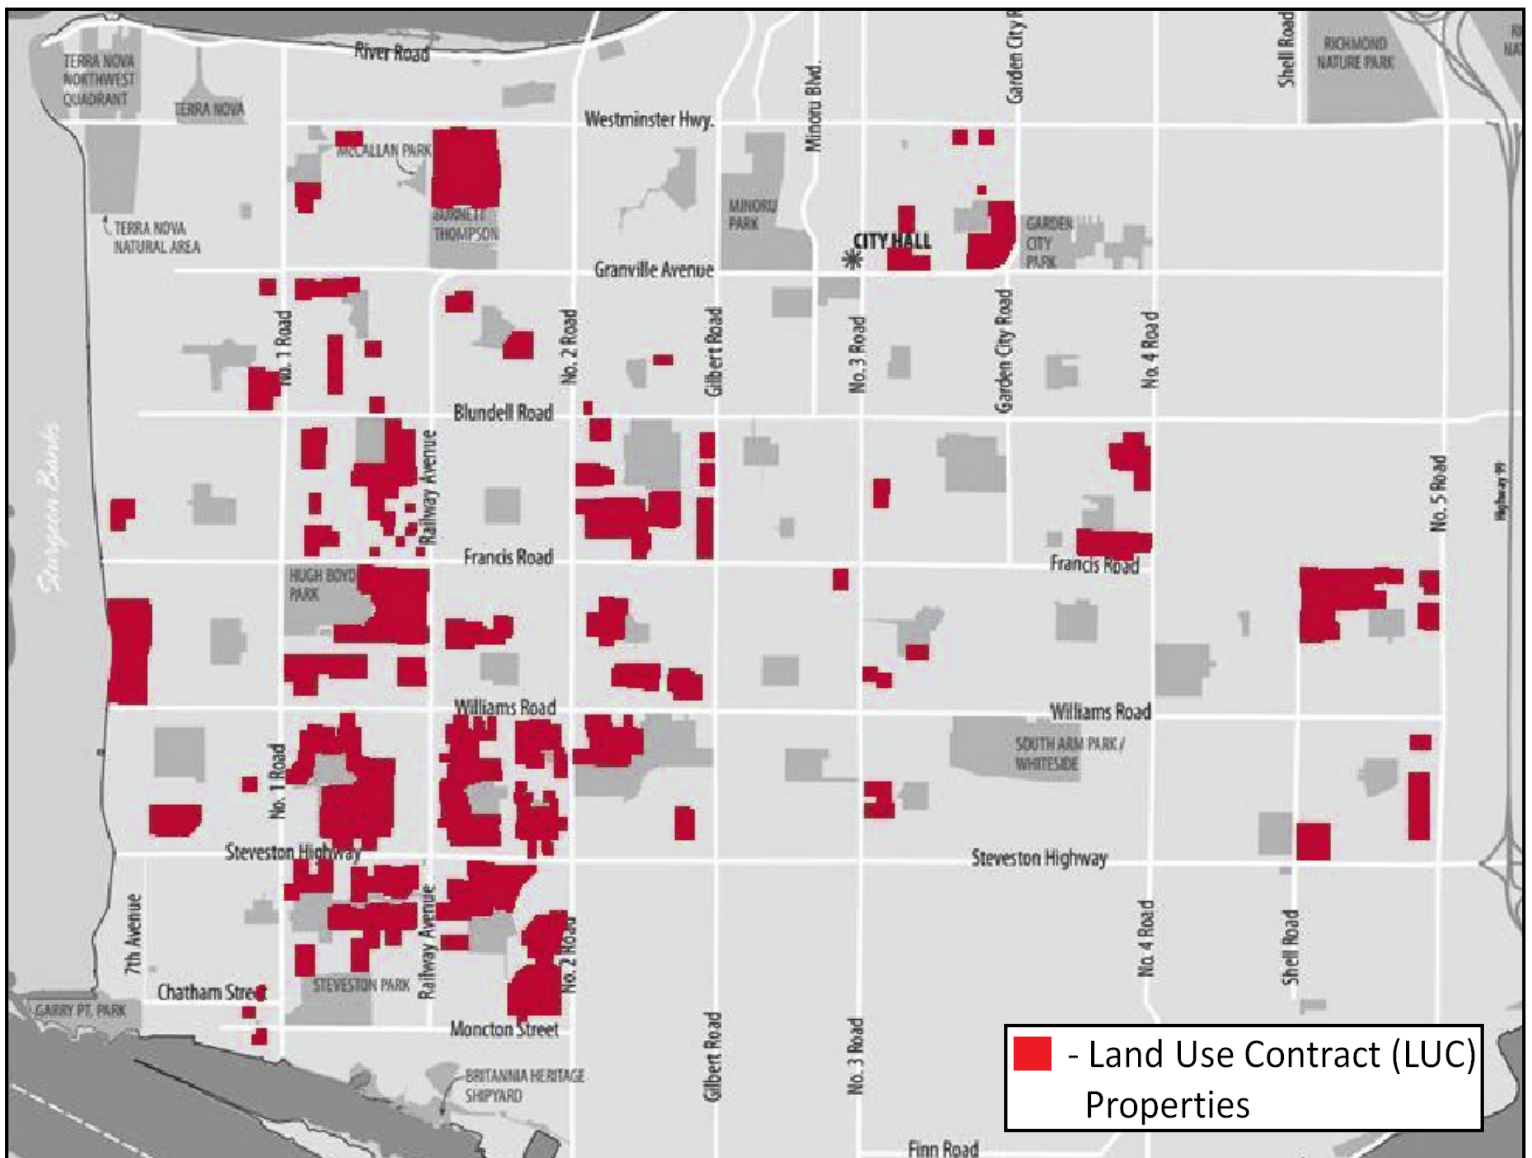 River Road
TERRA NOVA
NORTHWEST
QUADRANT
TERRA NOVA
Westminster Hwy.
Minoru Blvd.
Garden City R
Shell Road
RICHMOND
NATURE PARK
McCALLAN PARK
BURNETT
THOMPSON
TERRA NOVA
NATURAL AREA
MINORU
PARK
CITY HALL
GARDEN
CITY
PARK
Granville Avenue
No. 1 Road
No. 2 Road
Gilbert Road
No. 3 Road
Garden City Road
No. 4 Road
Blundell Road
Sturgeon Banks
Railway Avenue
No. 5 Road
Highway 99
Francis Road
Francis Road
HUGH BOYD
PARK
Williams Road
Williams Road
SOUTH ARM PARK /
WHITESIDE
No. 1 Road
Steveston Highway
Steveston Highway
7th Avenue
Railway Avenue
No. 2 Road
No. 4 Road
Shell Road
Chatham Street
STEVESTON PARK
GARRY PT. PARK
Moncton Street
Gilbert Road
No. 3 Road
BRITANNIA HERITAGE
SHIPYARD
Finn Road
- Land Use Contract (LUC)
Properties